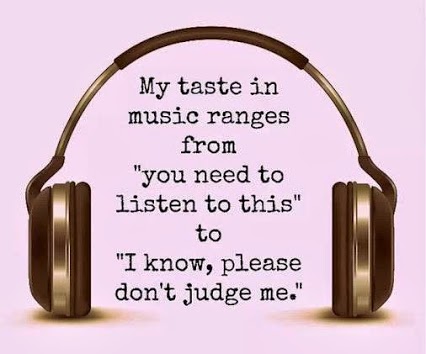 My taste in
music ranges
from
"you need to
listen to this"
to
"I know, please
don't judge me."